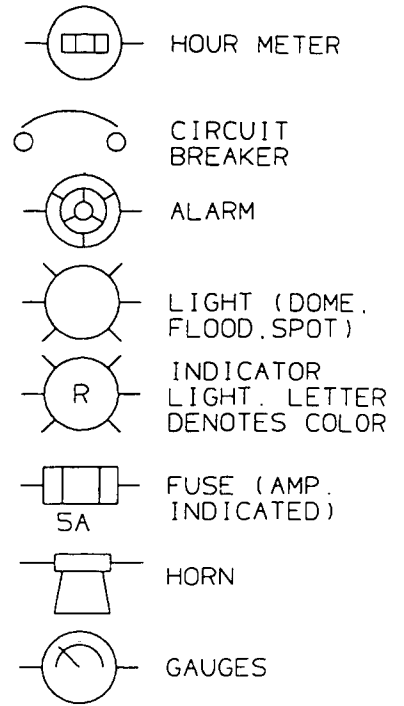 HOUR METER
CIRCUIT
BREAKER
ALARM
LIGHT (DOME,
FLOOD,SPOT)
R
INDICATOR
LIGHT. LETTER
DENOTES COLOR
5A
FUSE (AMP.
INDICATED)
HORN
GAUGES